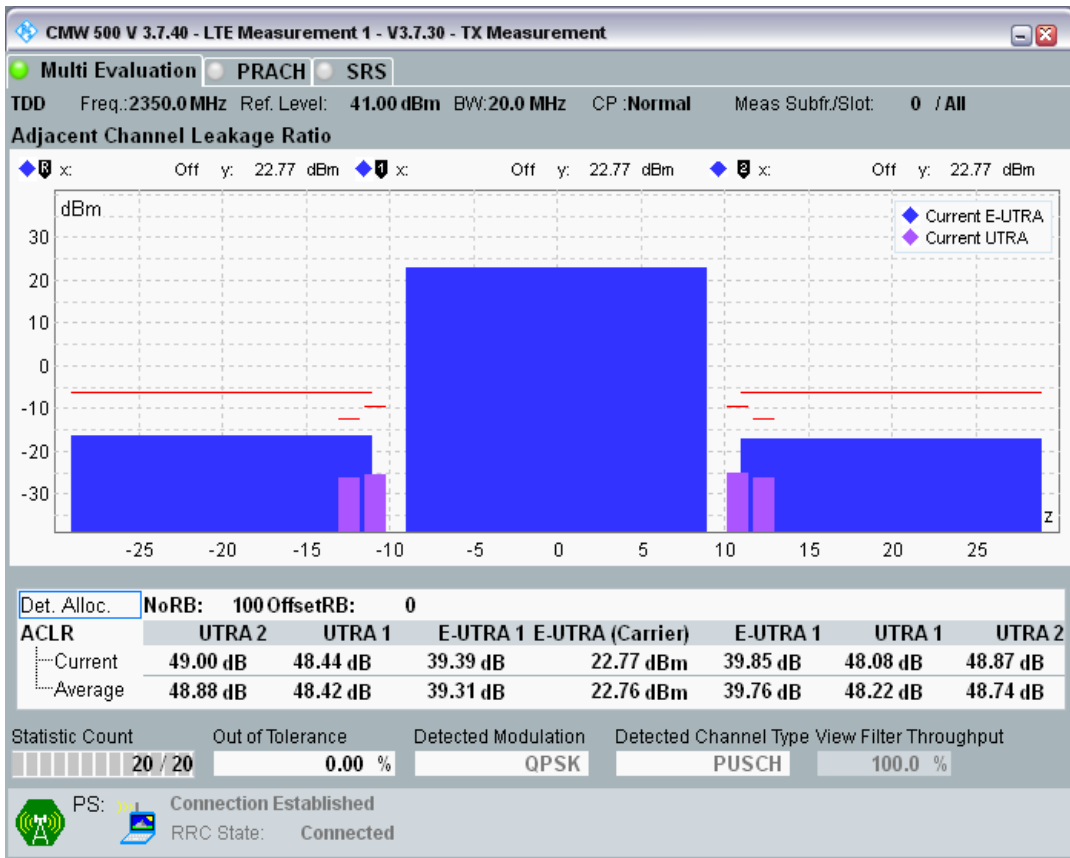 CMW 500 V 3.7.40 - LTE Measurement 1 - V3.7.30 - TX Measurement
Multi Evaluation PRACH SRS
TDD Freq.:2350.0 MHz Ref. Level: 41.00 dBm BW:20.0 MHz CP :Normal Meas Subfr./Slot: 0 / All
Adjacent Channel Leakage Ratio
R x: Off y: 22.77 dBm 1 x: Off y: 22.77 dBm 2 x: Off y: 22.77 dBm
dBm
Current E-UTRA
Current UTRA
30
20
10
0
-10
-20
-30
z
-25 -20 -15 -10 -5 0 5 10 15 20 25
Det. Alloc. NoRB: 100 OffsetRB: 0
ACLR UTRA 2 UTRA 1 E-UTRA 1 E-UTRA (Carrier) E-UTRA 1 UTRA 1 UTRA 2
Current 49.00 dB 48.44 dB 39.39 dB 22.77 dBm 39.85 dB 48.08 dB 48.87 dB
Average 48.88 dB 48.42 dB 39.31 dB 22.76 dBm 39.76 dB 48.22 dB 48.74 dB
Statistic Count Out of Tolerance Detected Modulation Detected Channel Type View Filter Throughput
20 / 20 0.00 % QPSK PUSCH 100.0 %
PS: Connection Established
RRC State: Connected